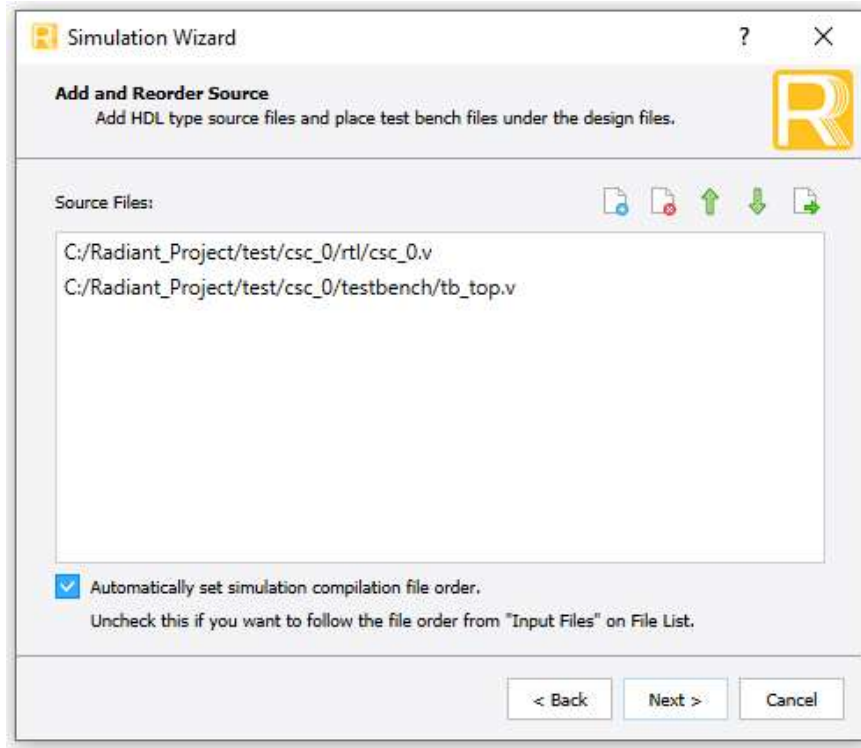 Simulation Wizard ? X
Add and Reorder Source
Add HDL type source files and place test bench files under the design files.
Source Files:
C:/Radiant_Project/test/csc_0/rtl/csc_0.v
C:/Radiant_Project/test/csc_0/testbench/tb_top.v
Automatically set simulation compilation file order.
Uncheck this if you want to follow the file order from "Input Files" on File List.
< Back Next > Cancel